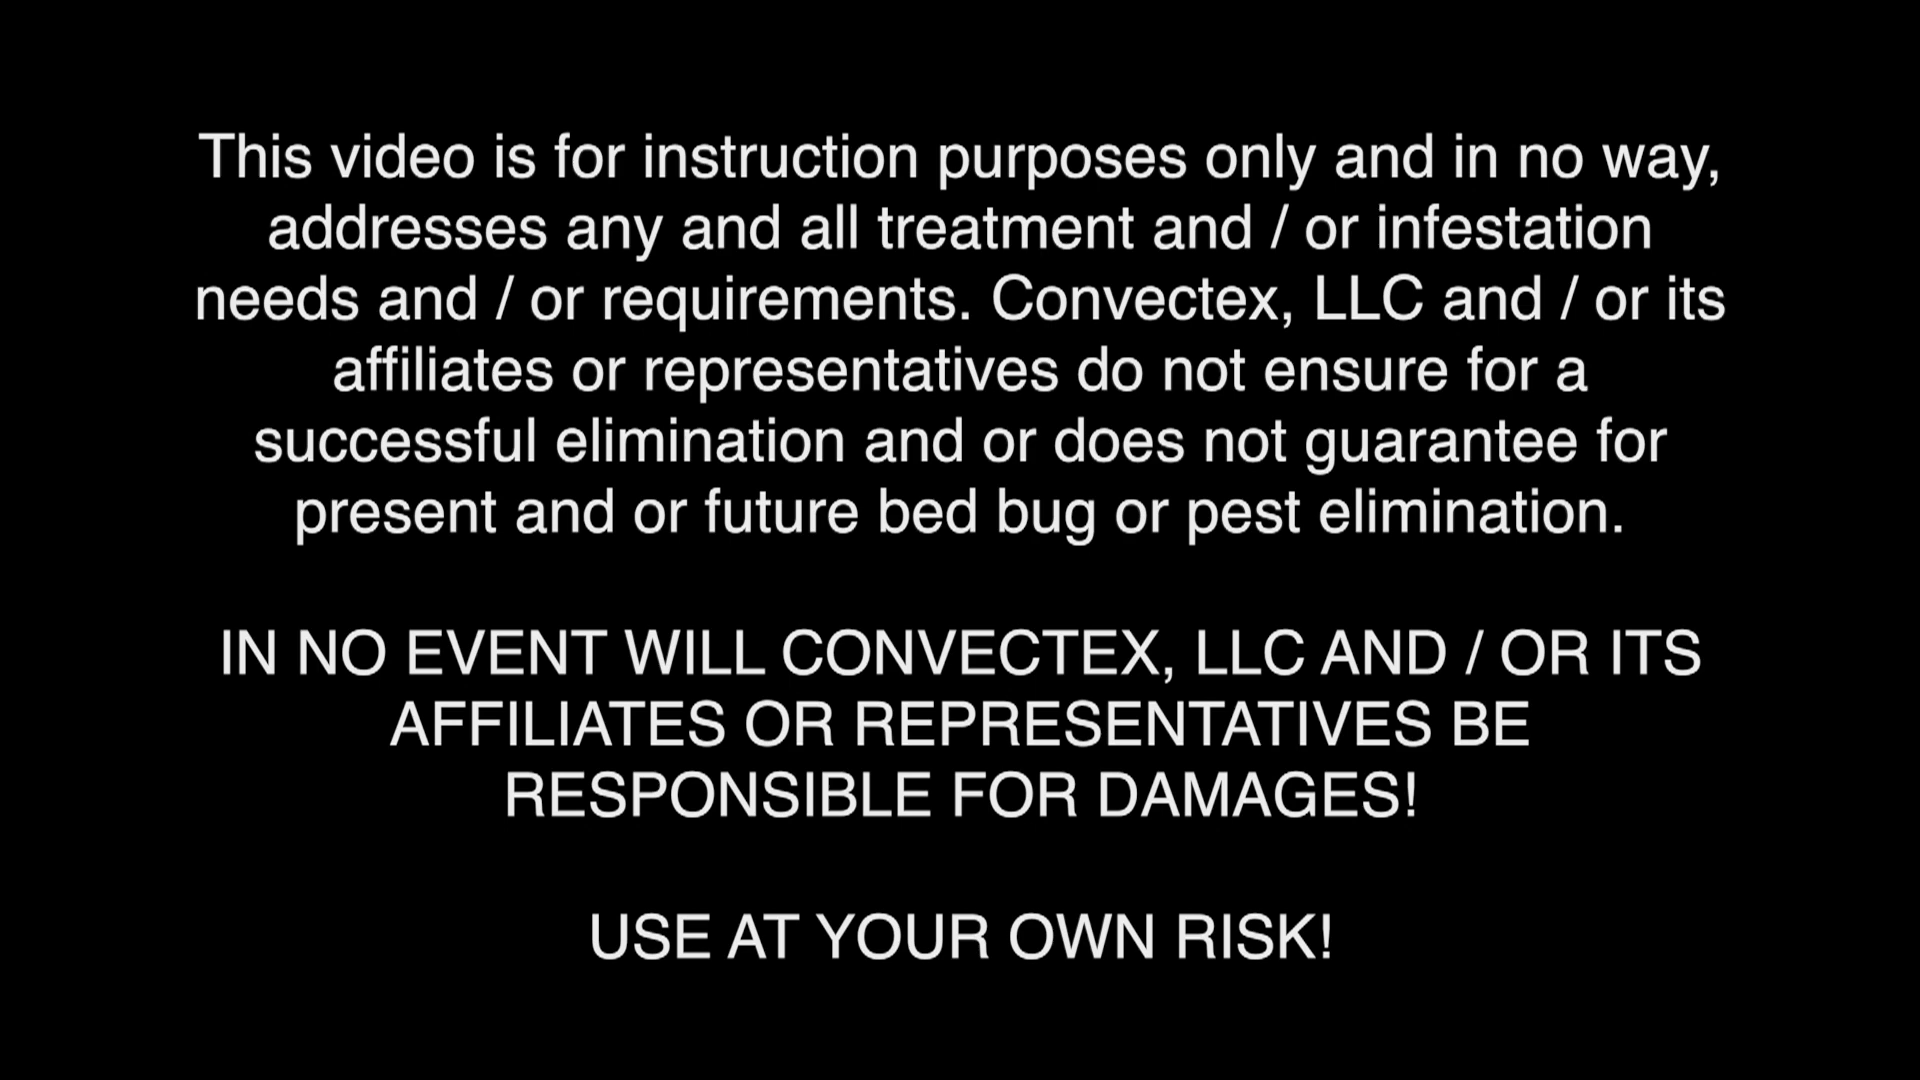 This video is for instruction purposes only and in no way,
addresses any and all treatment and / or infestation
needs and / or requirements. Convectex, LLC and / or its
affiliates or representatives do not ensure for a
successful elimination and or does not guarantee for
present and or future bed bug or pest elimination.
IN NO EVENT WILL CONVECTEX, LLC AND / OR ITS
AFFILIATES OR REPRESENTATIVES BE
RESPONSIBLE FOR DAMAGES!
USE AT YOUR OWN RISK!